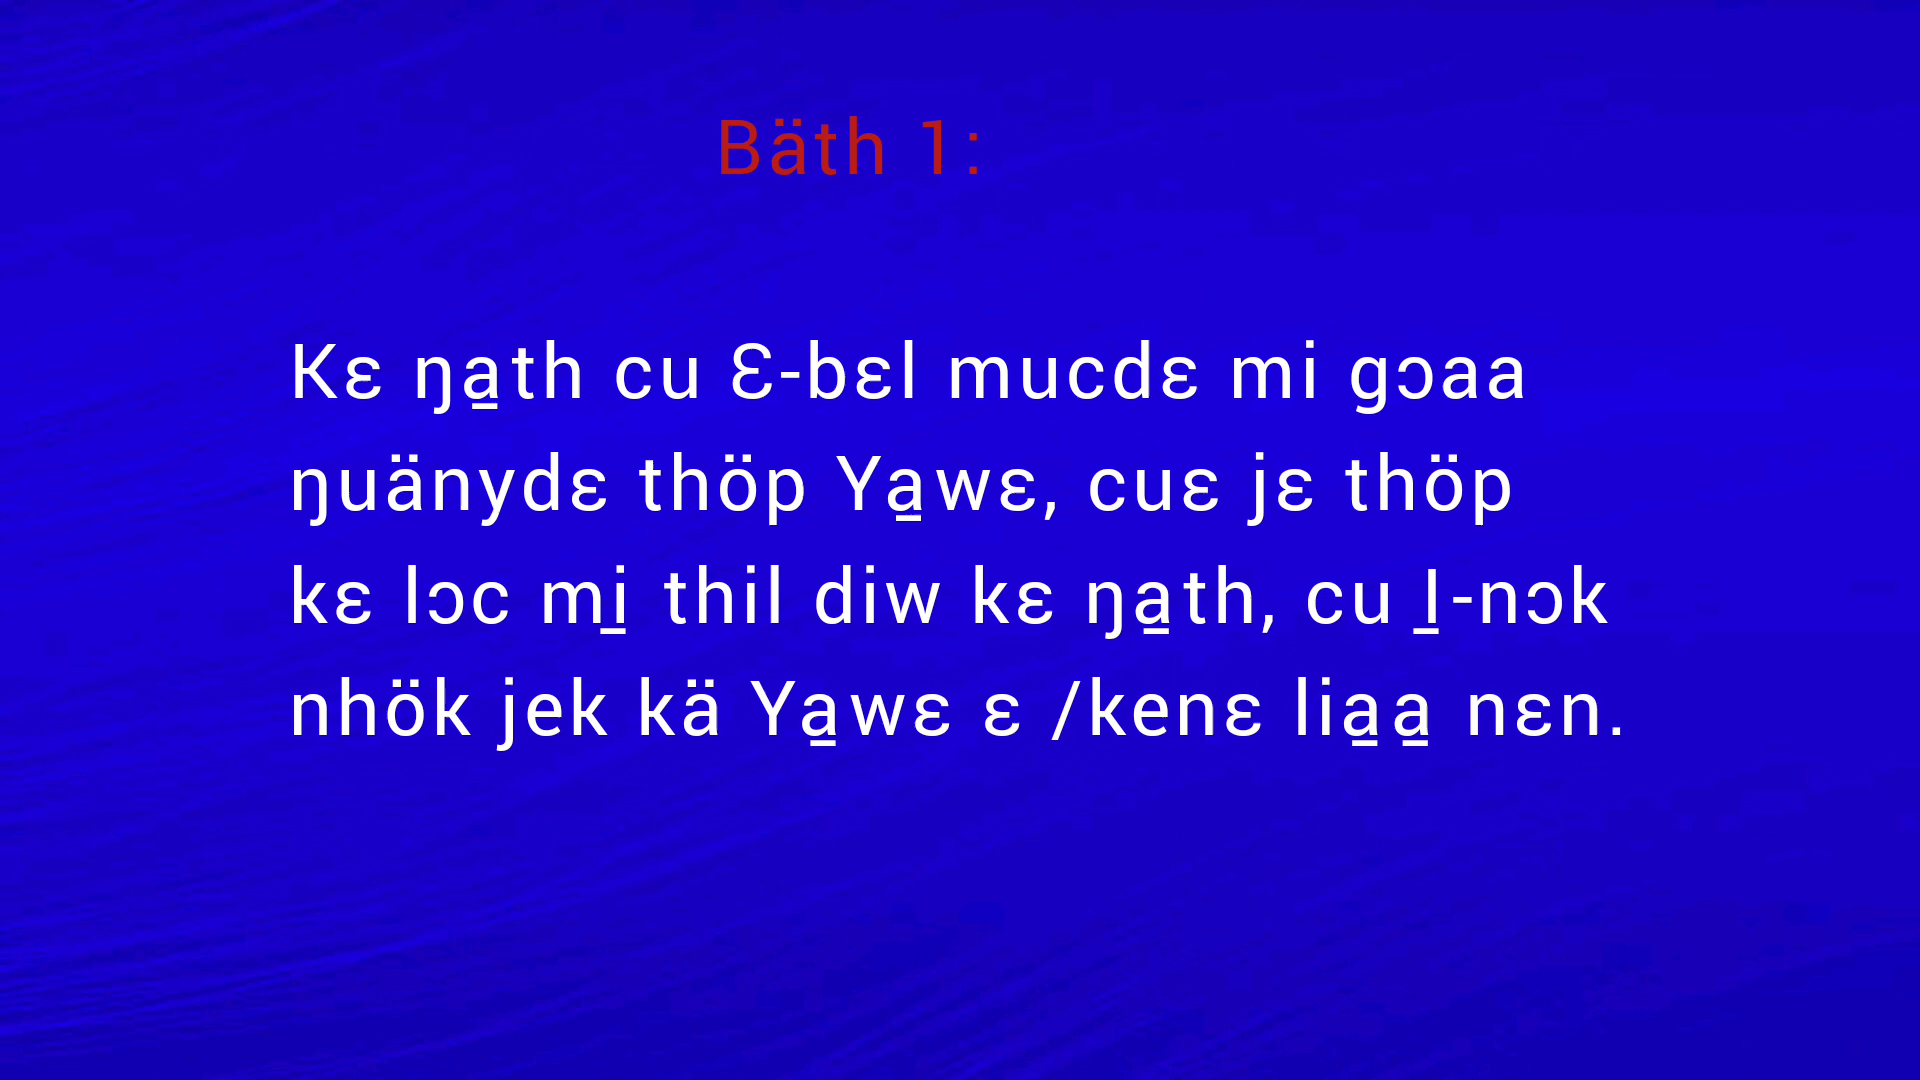 Bäth 1:
Kɛ ŋa̱th cu Ɛ-bɛl mucdɛ mi gɔaa
ŋuänydɛ thöp Ya̱wɛ, cuɛ jɛ thöp
kɛ lɔc mi̱ thil diw kɛ ŋa̱th, cu I̱-nɔk
nhök jek kä Ya̱wɛ ɛ /kenɛ lia̱a̱ nɛn.